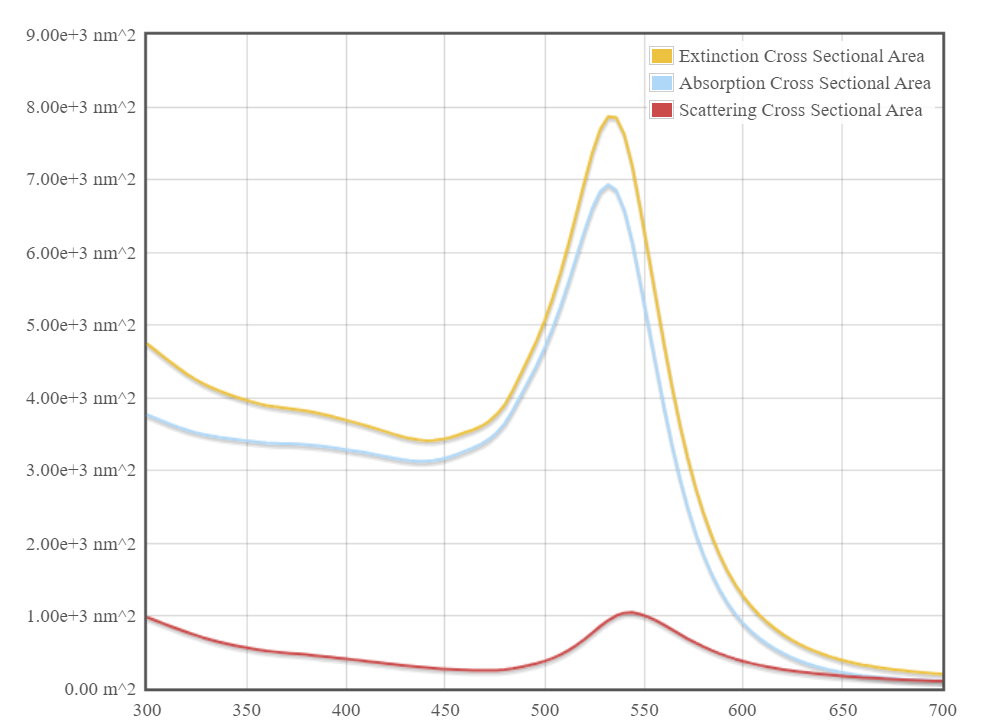 9.00e+3 nm^2
Extinction Cross Sectional Area
Absorption Cross Sectional Area
8.00e+3 nm^2
Scattering Cross Sectional Area
7.00e+3 nm^2
6.00e+3 nm^2
5.00e+3 nm^2
4.00e+3 nm^2
3.00e+3 nm^2
2.00e+3 nm^2
1.00e+3 nm^2
0.00 m^2
300 350 400 450 500 550 600 650 700